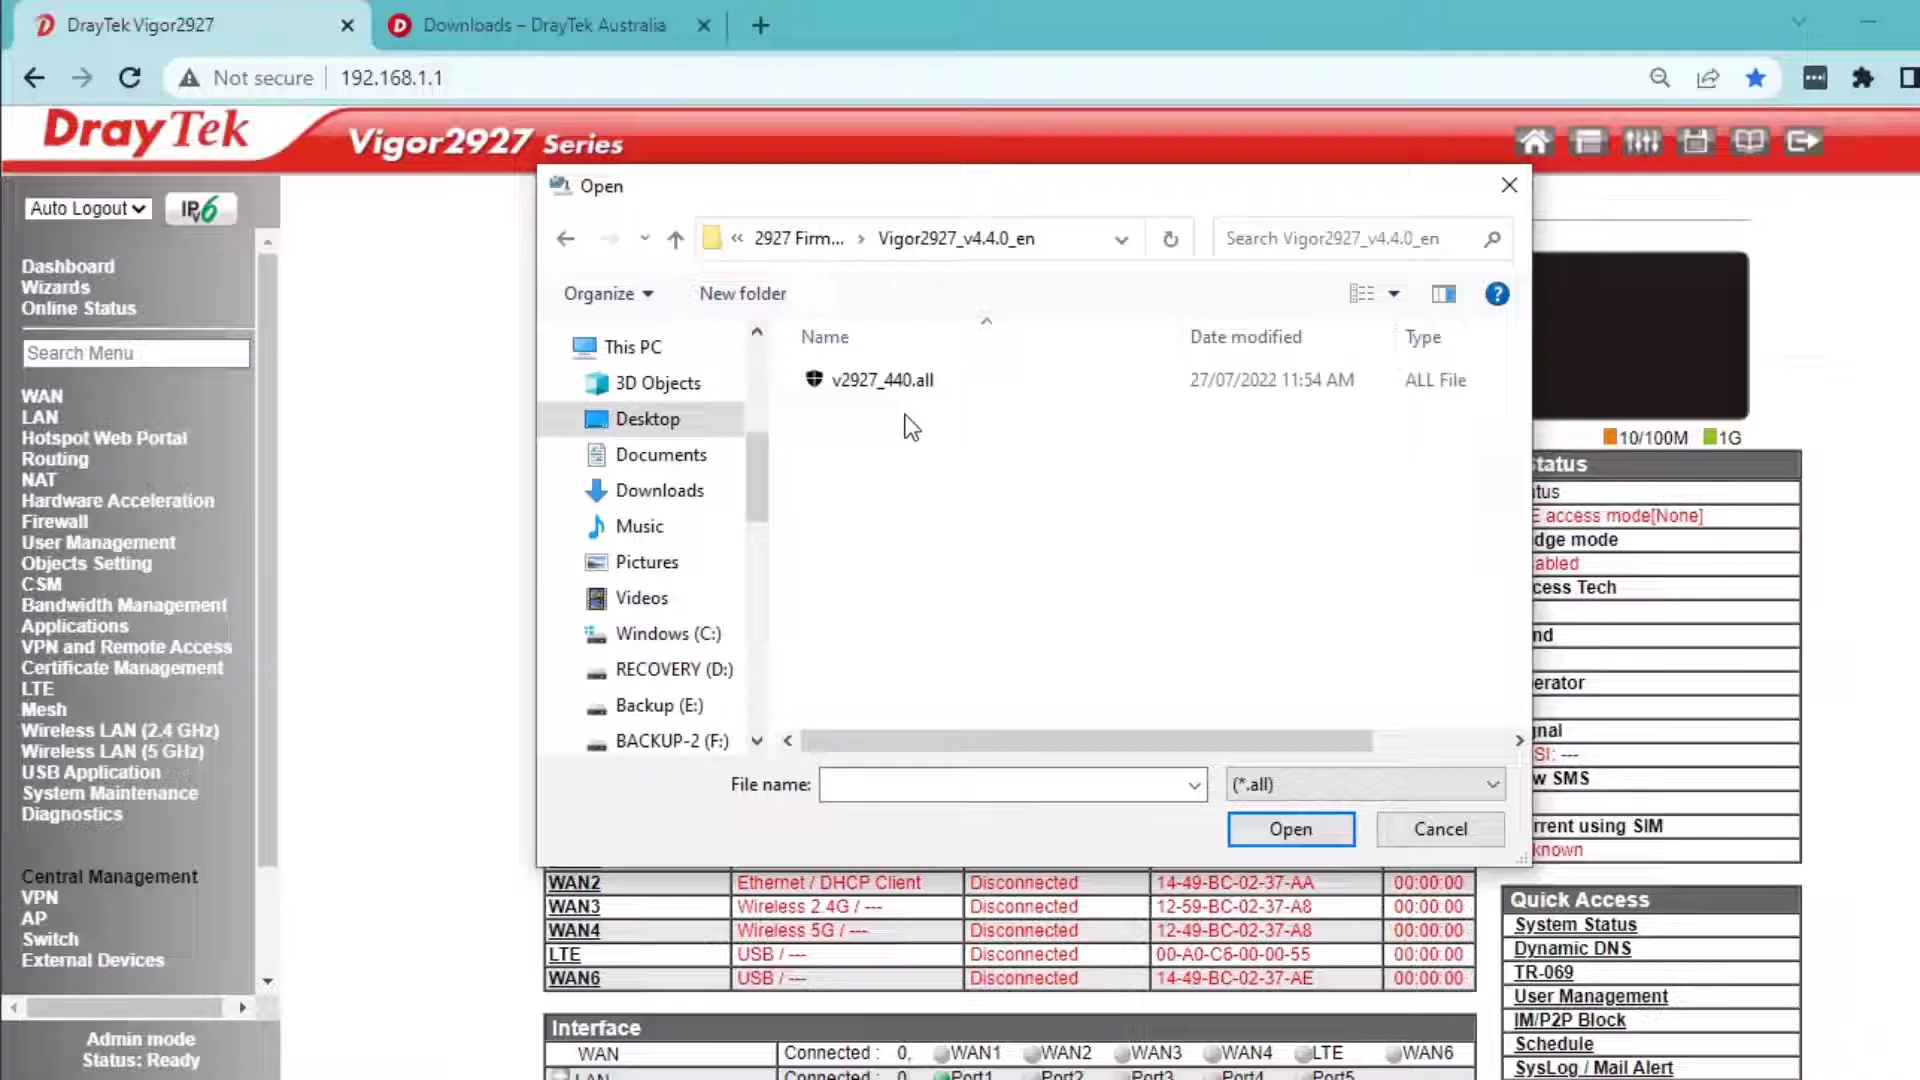 DrayTek Vigor2927
Downloads – DrayTek Australia
Not secure
192.168.1.1
DrayTek
Vigor2927 Series
Auto Logout
IPv6
Dashboard
Wizards
Online Status
Search Menu
WAN
LAN
Hotspot Web Portal
Routing
NAT
Hardware Acceleration
Firewall
User Management
Objects Setting
CSM
Bandwidth Management
Applications
VPN and Remote Access
Certificate Management
LTE
Mesh
Wireless LAN (2.4 GHz)
Wireless LAN (5 GHz)
USB Application
System Maintenance
Diagnostics
Central Management
VPN
AP
Switch
External Devices
Admin mode
Status: Ready
Open
« 2927 Firm... › Vigor2927_v4.4.0_en
Search Vigor2927_v4.4.0_en
Organize
New folder
This PC
3D Objects
Desktop
Documents
Downloads
Music
Pictures
Videos
Windows (C:)
RECOVERY (D:)
Backup (E:)
BACKUP-2 (F:)
Name Date modified Type
v2927_440.all 27/07/2022 11:54 AM ALL File
File name:
(*.all)
Open
Cancel
10/100M 1G
Status
tus
E access mode[None]
dge mode
abled
cess Tech
nd
erator
nal
SI: ---
w SMS
rrent using SIM
known
WAN2 Ethernet / DHCP Client Disconnected 14-49-BC-02-37-AA 00:00:00
WAN3 Wireless 2.4G / --- Disconnected 12-59-BC-02-37-A8 00:00:00
WAN4 Wireless 5G / --- Disconnected 12-49-BC-02-37-A8 00:00:00
LTE USB / --- Disconnected 00-A0-C6-00-00-55 00:00:00
WAN6 USB / --- Disconnected 14-49-BC-02-37-AE 00:00:00
Interface
WAN Connected : 0, WAN1 WAN2 WAN3 WAN4 LTE WAN6
LAN Connected : 0, Port1 Port2 Port3 Port4 Port5
Quick Access
System Status
Dynamic DNS
TR-069
User Management
IM/P2P Block
Schedule
SysLog / Mail Alert